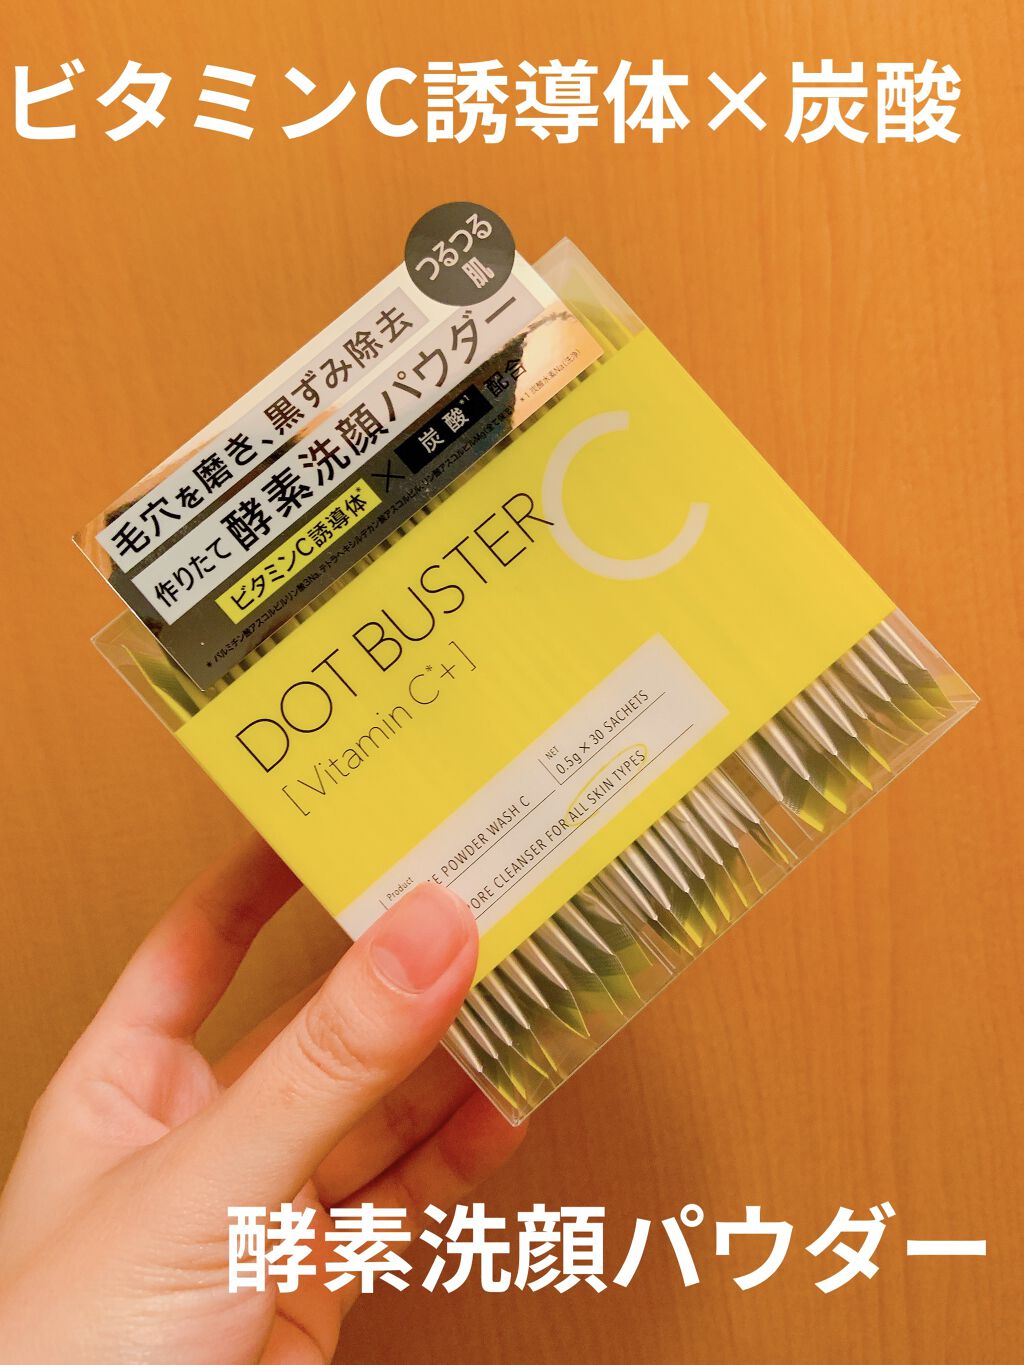 ビタミンC誘導体×炭酸
つるつる
肌
毛穴を磨き、黒ずみ除去
作りたて酵素洗顔パウダー
ビタミンC誘導体* × 炭酸*1 配合
DOT BUSTER C
[ Vitamin C*+ ]
NET
0.5g × 30 SACHETS
Product
POWDER WASH C
CLEANSER FOR ALL SKIN TYPES
酵素洗顔パウダー